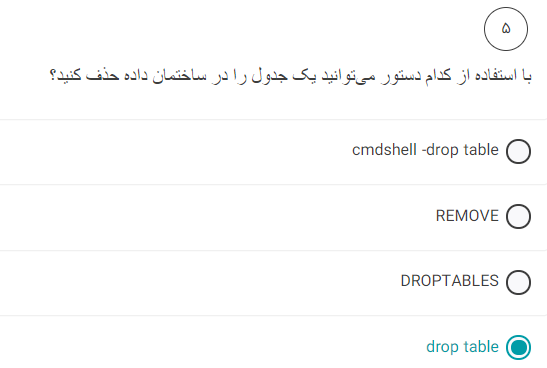 ۵
با استفاده از کدام دستور می‌توانید یک جدول را در ساختمان داده حذف کنید؟
cmdshell -drop table
REMOVE
DROPTABLES
drop table